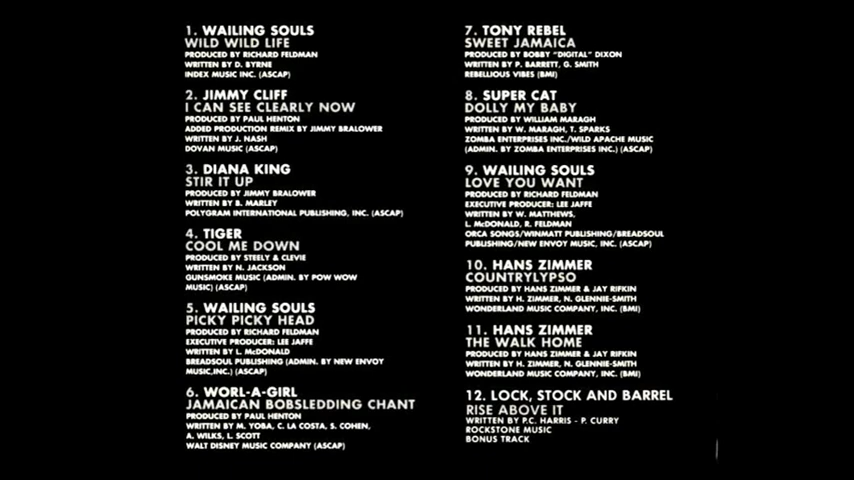 1. WAILING SOULS
WILD WILD LIFE
PRODUCED BY RICHARD FELDMAN
WRITTEN BY D. BYRNE
INDEX MUSIC INC. (ASCAP)
2. JIMMY CLIFF
I CAN SEE CLEARLY NOW
PRODUCED BY PAUL HENTON
ADDED PRODUCTION REMIX BY JIMMY BRALOWER
WRITTEN BY J. NASH
DOVAN MUSIC (ASCAP)
3. DIANA KING
STIR IT UP
PRODUCED BY JIMMY BRALOWER
WRITTEN BY B. MARLEY
POLYGRAM INTERNATIONAL PUBLISHING, INC. (ASCAP)
4. TIGER
COOL ME DOWN
PRODUCED BY STEELY & CLEVIE
WRITTEN BY N. JACKSON
GUNSMOKE MUSIC (ADMIN. BY POW WOW
MUSIC) (ASCAP)
5. WAILING SOULS
PICKY PICKY HEAD
PRODUCED BY RICHARD FELDMAN
EXECUTIVE PRODUCER: LEE JAFFE
WRITTEN BY L. McDONALD
BREADSOUL PUBLISHING (ADMIN. BY NEW ENVOY
MUSIC,INC.) (ASCAP)
6. WORL-A-GIRL
JAMAICAN BOBSLEDDING CHANT
PRODUCED BY PAUL HENTON
WRITTEN BY M. YOBA, C. LA COSTA, S. COHEN,
A. WILKS, L. SCOTT
WALT DISNEY MUSIC COMPANY (ASCAP)
7. TONY REBEL
SWEET JAMAICA
PRODUCED BY BOBBY "DIGITAL" DIXON
WRITTEN BY P. BARRETT, G. SMITH
REBELLIOUS VIBES (BMI)
8. SUPER CAT
DOLLY MY BABY
PRODUCED BY WILLIAM MARAGH
WRITTEN BY W. MARAGH, T. SPARKS
ZOMBA ENTERPRISES INC./WILD APACHE MUSIC
(ADMIN. BY ZOMBA ENTERPRISES INC.) (ASCAP)
9. WAILING SOULS
LOVE YOU WANT
PRODUCED BY RICHARD FELDMAN
EXECUTIVE PRODUCER: LEE JAFFE
WRITTEN BY W. MATTHEWS,
L. McDONALD, R. FELDMAN
ORCA SONGS/WINMATT PUBLISHING/BREADSOUL
PUBLISHING/NEW ENVOY MUSIC, INC. (ASCAP)
10. HANS ZIMMER
COUNTRYLYPSO
PRODUCED BY HANS ZIMMER & JAY RIFKIN
WRITTEN BY H. ZIMMER, N. GLENNIE-SMITH
WONDERLAND MUSIC COMPANY, INC. (BMI)
11. HANS ZIMMER
THE WALK HOME
PRODUCED BY HANS ZIMMER & JAY RIFKIN
WRITTEN BY H. ZIMMER, N. GLENNIE-SMITH
WONDERLAND MUSIC COMPANY, INC. (BMI)
12. LOCK, STOCK AND BARREL
RISE ABOVE IT
WRITTEN BY P.C. HARRIS - P. CURRY
ROCKSTONE MUSIC
BONUS TRACK